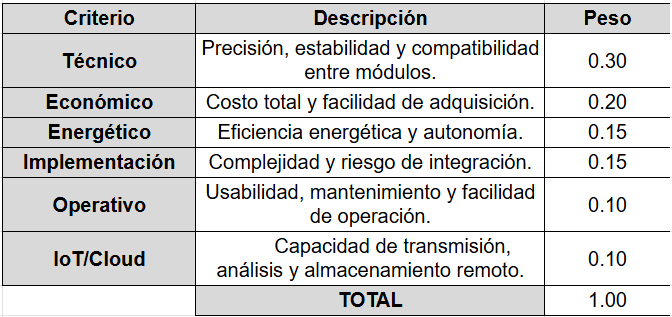 Criterio Descripción Peso
Técnico Precisión, estabilidad y compatibilidad entre módulos. 0.30
Económico Costo total y facilidad de adquisición. 0.20
Energético Eficiencia energética y autonomía. 0.15
Implementación Complejidad y riesgo de integración. 0.15
Operativo Usabilidad, mantenimiento y facilidad de operación. 0.10
IoT/Cloud Capacidad de transmisión, análisis y almacenamiento remoto. 0.10
TOTAL 1.00